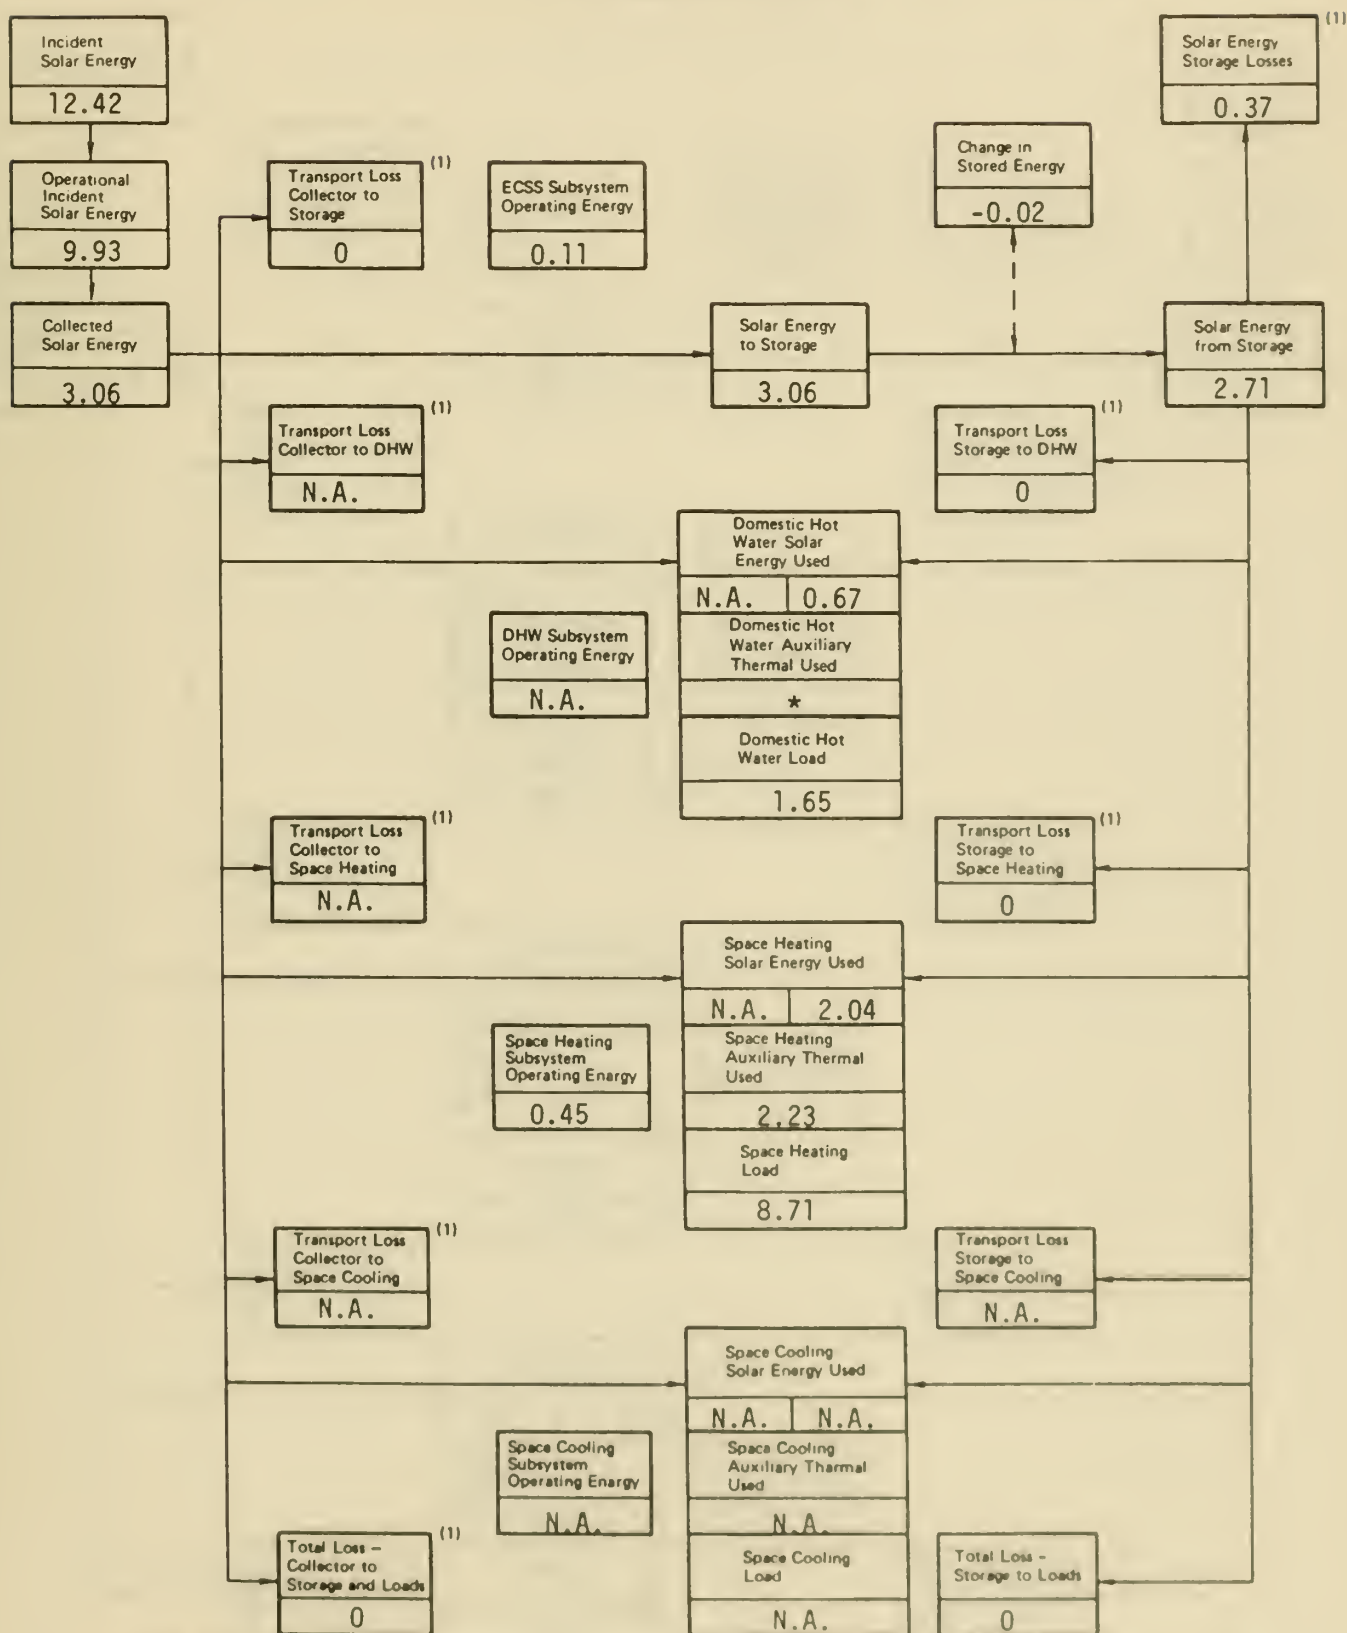 Incident
Solar Energy
12.42
(1)
Solar Energy
Storage Losses
0.37
Operational
Incident
Solar Energy
9.93
Transport Loss
Collector to
Storage
0
(1)
ECSS Subsystem
Operating Energy
0.11
Change in
Stored Energy
-0.02
Collected
Solar Energy
3.06
Solar Energy
to Storage
3.06
Solar Energy
from Storage
2.71
Transport Loss
Collector to DHW
N.A.
(1)
Transport Loss
Storage to DHW
0
(1)
Domestic Hot
Water Solar
Energy Used
N.A. 0.67
DHW Subsystem
Operating Energy
N.A.
Domestic Hot
Water Auxiliary
Thermal Used
*
Domestic Hot
Water Load
1.65
Transport Loss
Collector to
Space Heating
N.A.
(1)
Transport Loss
Storage to
Space Heating
0
(1)
Space Heating
Solar Energy Used
N.A. 2.04
Space Heating
Subsystem
Operating Enargy
0.45
Space Heating
Auxiliary Thermal
Used
2.23
Space Heating
Load
8.71
Transport Loss
Collector to
Space Cooling
N.A.
(1)
Transport Loss
Storage to
Space Cooling
N.A.
Space Cooling
Solar Energy Used
N.A. N.A.
Space Cooling
Subsystem
Operating Enargy
N.A.
Space Cooling
Auxiliary Tharmal
Used
N.A.
Space Cooling
Load
N.A.
Total Loss –
Collector to
Storage and Loads
0
(1)
Total Loss -
Storage to Loads
0